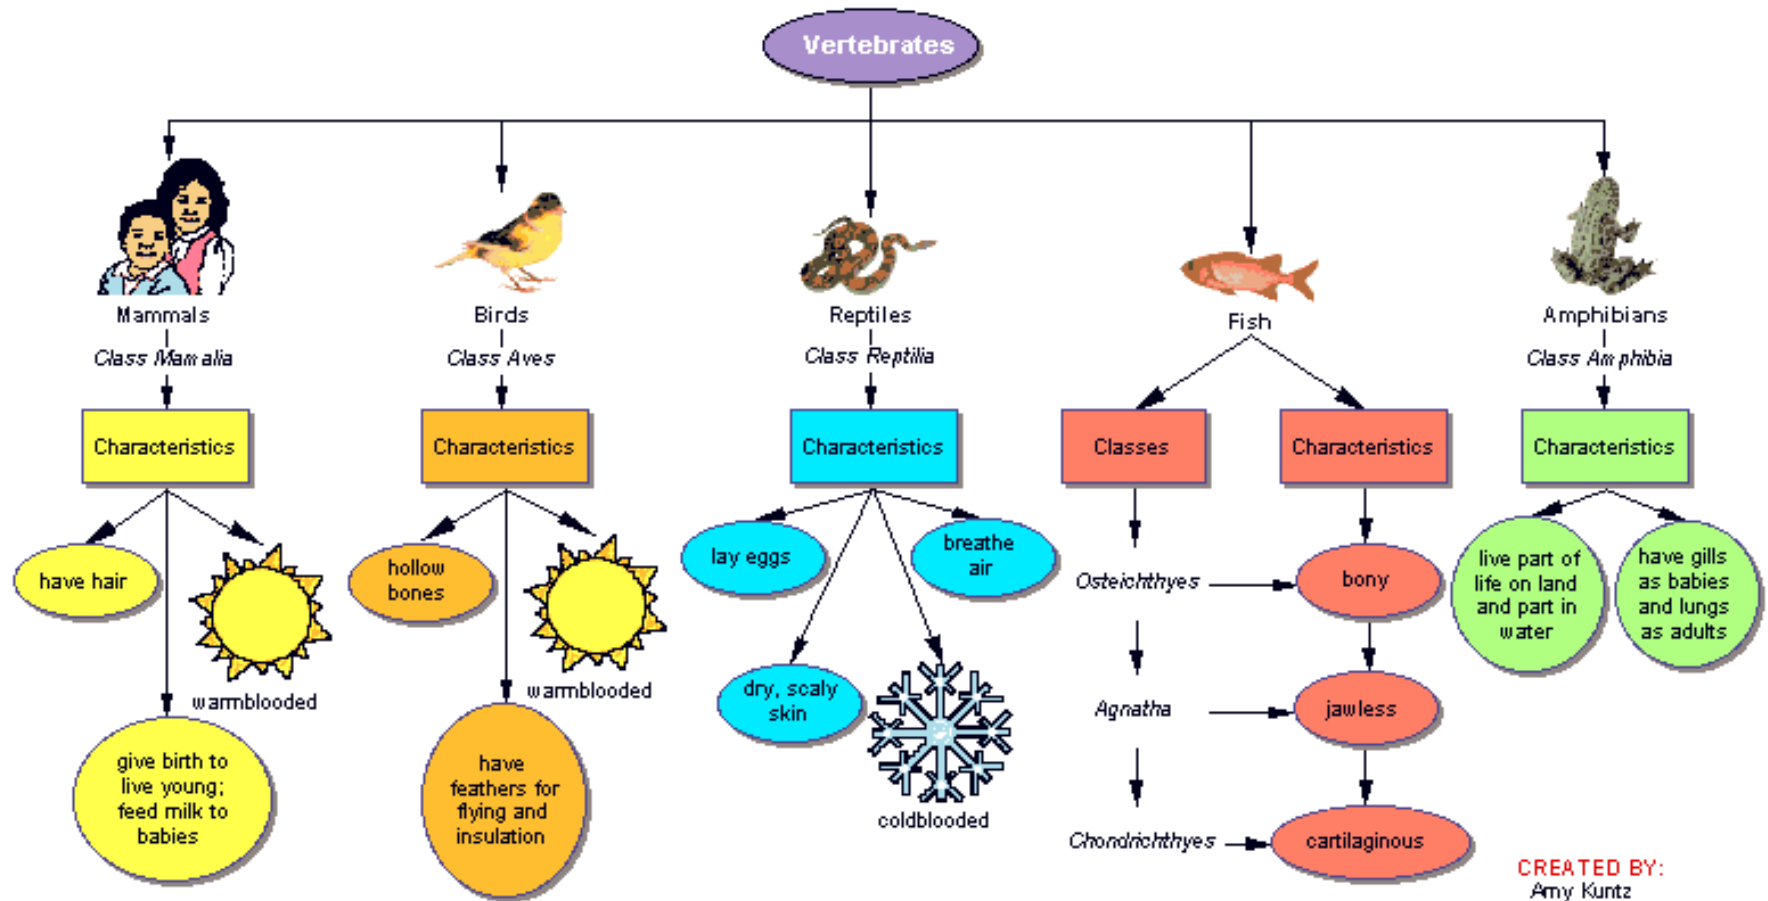 Vertebrates
Mammals
Class Mamalia
Characteristics
have hair
warmblooded
give birth to
live young;
feed milk to
babies
Birds
Class Aves
Characteristics
hollow
bones
warmblooded
have
feathers for
flying and
insulation
Reptiles
Class Reptilia
Characteristics
lay eggs
breathe
air
dry, scaly
skin
coldblooded
Fish
Classes
Characteristics
Osteichthyes
bony
Agnatha
jawless
Chondrichthyes
cartilaginous
Amphibians
Class Amphibia
Characteristics
live part of
life on land
and part in
water
have gills
as babies
and lungs
as adults
CREATED BY:
Amy Kuntz